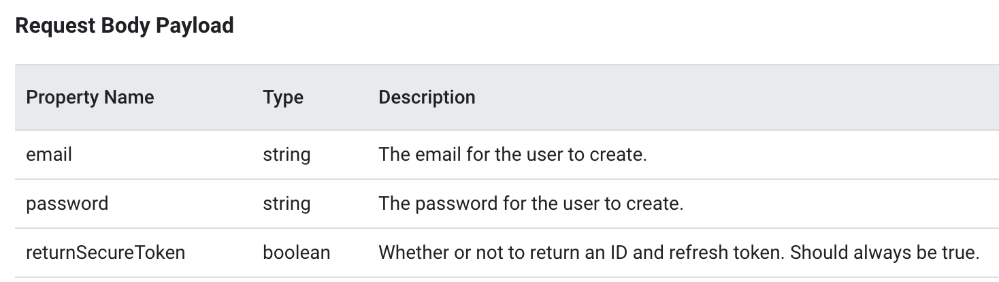 Request Body Payload
Property Name Type Description
email string The email for the user to create.
password string The password for the user to create.
returnSecureToken boolean Whether or not to return an ID and refresh token. Should always be true.